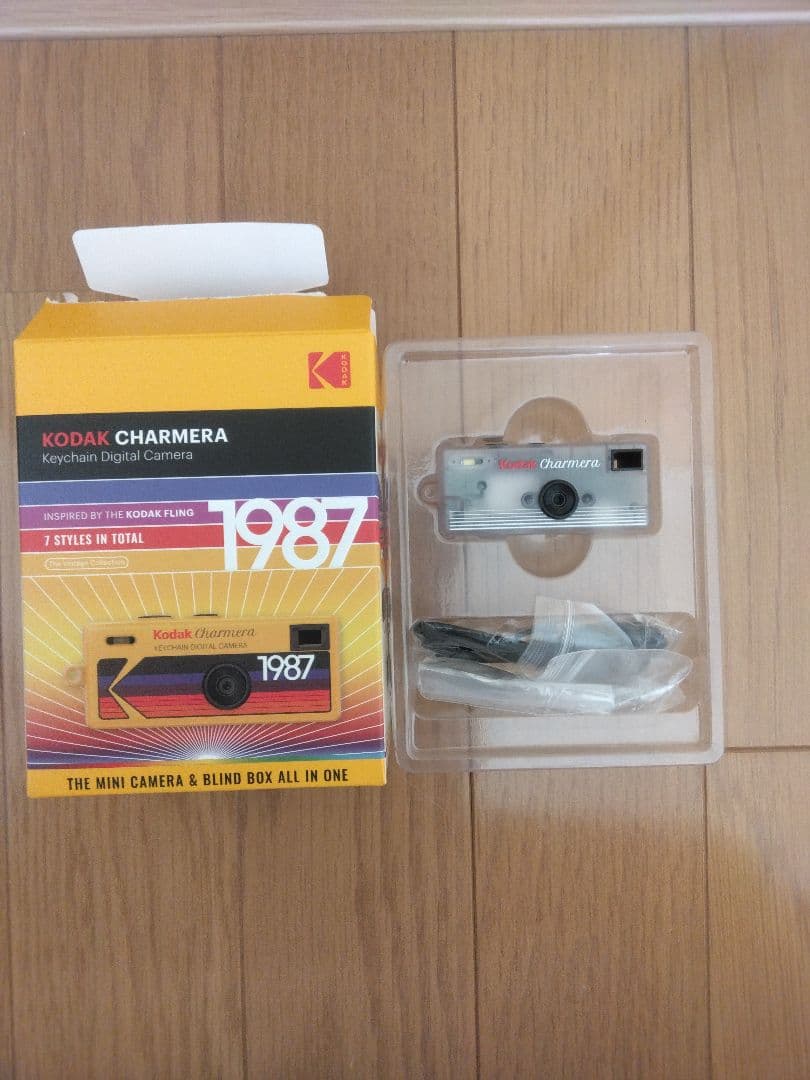 KODAK
KODAK CHARMERA
Keychain Digital Camera
INSPIRED BY THE KODAK FLING
1987
7 STYLES IN TOTAL
The Vintage Collection
Kodak Charmera
KEYCHAIN DIGITAL CAMERA
1987
THE MINI CAMERA & BLIND BOX ALL IN ONE
Kodak Charmera